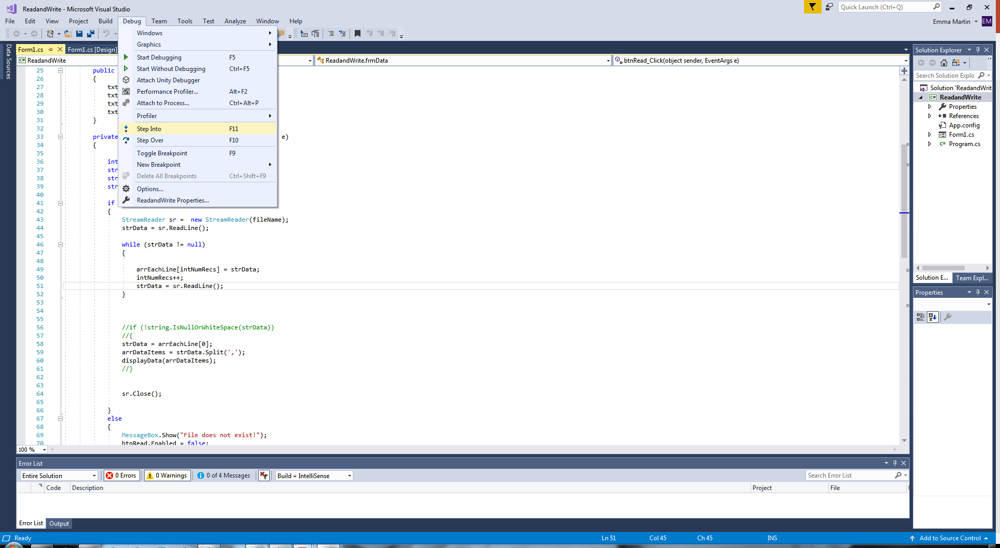 ReadandWrite - Microsoft Visual Studio
Quick Launch (Ctrl+Q)
File Edit View Project Build Debug Team Tools Test Analyze Window Help
Emma Martin EM
Data Sources
Form1.cs Form1.cs [Design]
ReadandWrite
ReadandWrite.frmData
btnRead_Click(object sender, EventArgs e)
Windows
Graphics
Start Debugging F5
Start Without Debugging Ctrl+F5
Attach Unity Debugger
Performance Profiler... Alt+F2
Attach to Process... Ctrl+Alt+P
Profiler
Step Into F11
Step Over F10
Toggle Breakpoint F9
New Breakpoint
Delete All Breakpoints Ctrl+Shift+F9
Options...
ReadandWrite Properties...
25 public
26 {
27 txt
28 txt
29 txt
30 txt
31 }
32
33 private e)
34 {
35
36 int
37 str
38 str
39 str
40
41 if
42 {
43 StreamReader sr =  new StreamReader(fileName);
44 strData = sr.ReadLine();
45
46 while (strData != null)
47 {
48
49 arrEachLine[intNumRecs] = strData;
50 intNumRecs++;
51 strData = sr.ReadLine();
52 }
53
54
55
56 //if (!string.IsNullOrWhiteSpace(strData))
57 //{
58 strData = arrEachLine[0];
59 arrDataItems = strData.Split(',');
60 displayData(arrDataItems);
61 //}
62
63
64 sr.Close();
65
66 }
67 else
68 {
69 MessageBox.Show("File does not exist!");
70 btnRead.Enabled = false;
100 %
Solution Explorer
Search Solution Explo
Solution 'ReadandWrit
ReadandWrite
Properties
References
App.config
Form1.cs
Program.cs
Solution E... Team Expl...
Properties
Error List
Entire Solution 0 Errors 0 Warnings 0 of 4 Messages Build + IntelliSense Search Error List
Code Description Project File
Error List Output
Ready Ln 51 Col 45 Ch 45 INS Add to Source Control